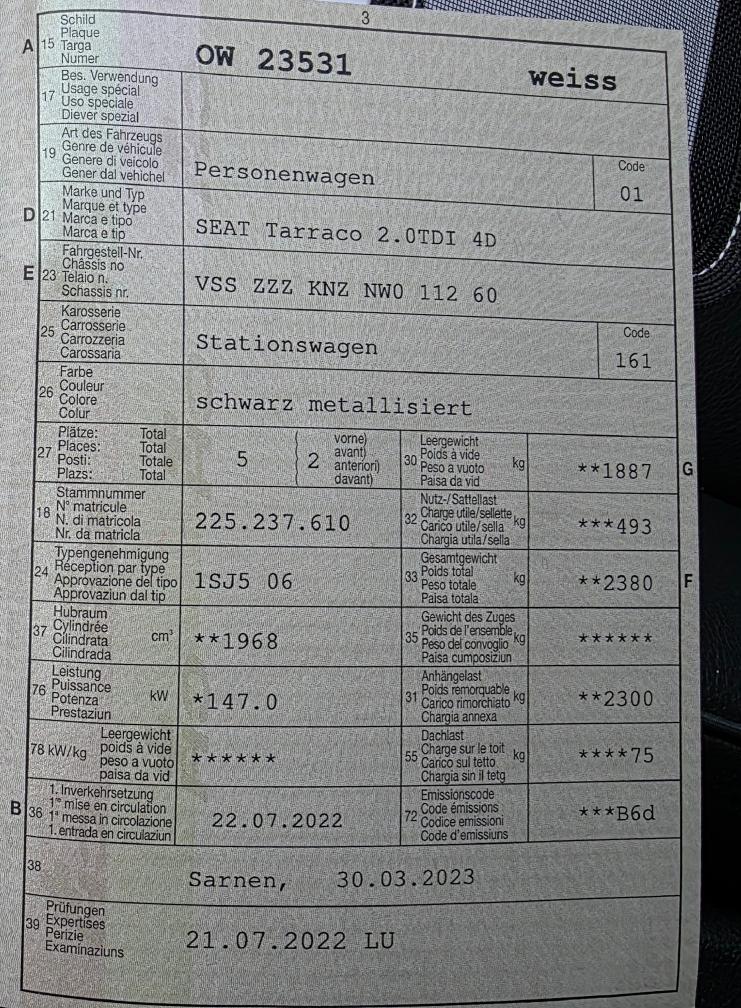 3
A 15 Schild
Plaque
Targa
Numer
OW 23531 weiss
17 Bes. Verwendung
Usage spécial
Uso speciale
Diever spezial
19 Art des Fahrzeugs
Genre de véhicule
Genere di veicolo
Gener dal vehichel
Personenwagen
Code
01
D 21 Marke und Typ
Marque et type
Marca e tipo
Marca e tip
SEAT Tarraco 2.0TDI 4D
E 23 Fahrgestell-Nr.
Châssis no
Telaio n.
Schassis nr.
VSS ZZZ KNZ NW0 112 60
25 Karosserie
Carrosserie
Carrozzeria
Carossaria
Stationswagen
Code
161
26 Farbe
Couleur
Colore
Colur
schwarz metallisiert
27 Plätze: Total
Places: Total
Posti: Totale
Plazs: Total
5
2
vorne)
avant)
anteriori)
davant)
30 Leergewicht
Poids à vide
Peso a vuoto
Paisa da vid
kg
**1887 G
18 Stammnummer
N° matricule
N. di matricola
Nr. da matricla
225.237.610
32 Nutz-/Sattellast
Charge utile/sellette
Carico utile/sella
Chargia utila/sella
kg
***493
24 Typengenehmigung
Réception par type
Approvazione del tipo
Approvaziun dal tip
1SJ5 06
33 Gesamtgewicht
Poids total
Peso totale
Paisa totala
kg
**2380 F
37 Hubraum
Cylindrée
Cilindrata
Cilindrada
cm³
**1968
35 Gewicht des Zuges
Poids de l'ensemble
Peso del convoglio
Paisa cumposiziun
kg
******
76 Leistung
Puissance
Potenza
Prestaziun
kW
*147.0
31 Anhängelast
Poids remorquable
Carico rimorchiato
Chargia annexa
kg
**2300
78 kW/kg Leergewicht
poids à vide
peso a vuoto
paisa da vid
******
55 Dachlast
Charge sur le toit
Carico sul tetto
Chargia sin il tetg
kg
****75
B 36 1. Inverkehrsetzung
1re mise en circulation
1a messa in circolazione
1. entrada en circulaziun
22.07.2022
72 Emissionscode
Code émissions
Codice emissioni
Code d'emissiuns
***B6d
38
Sarnen, 30.03.2023
39 Prüfungen
Expertises
Perizie
Examinaziuns
21.07.2022 LU